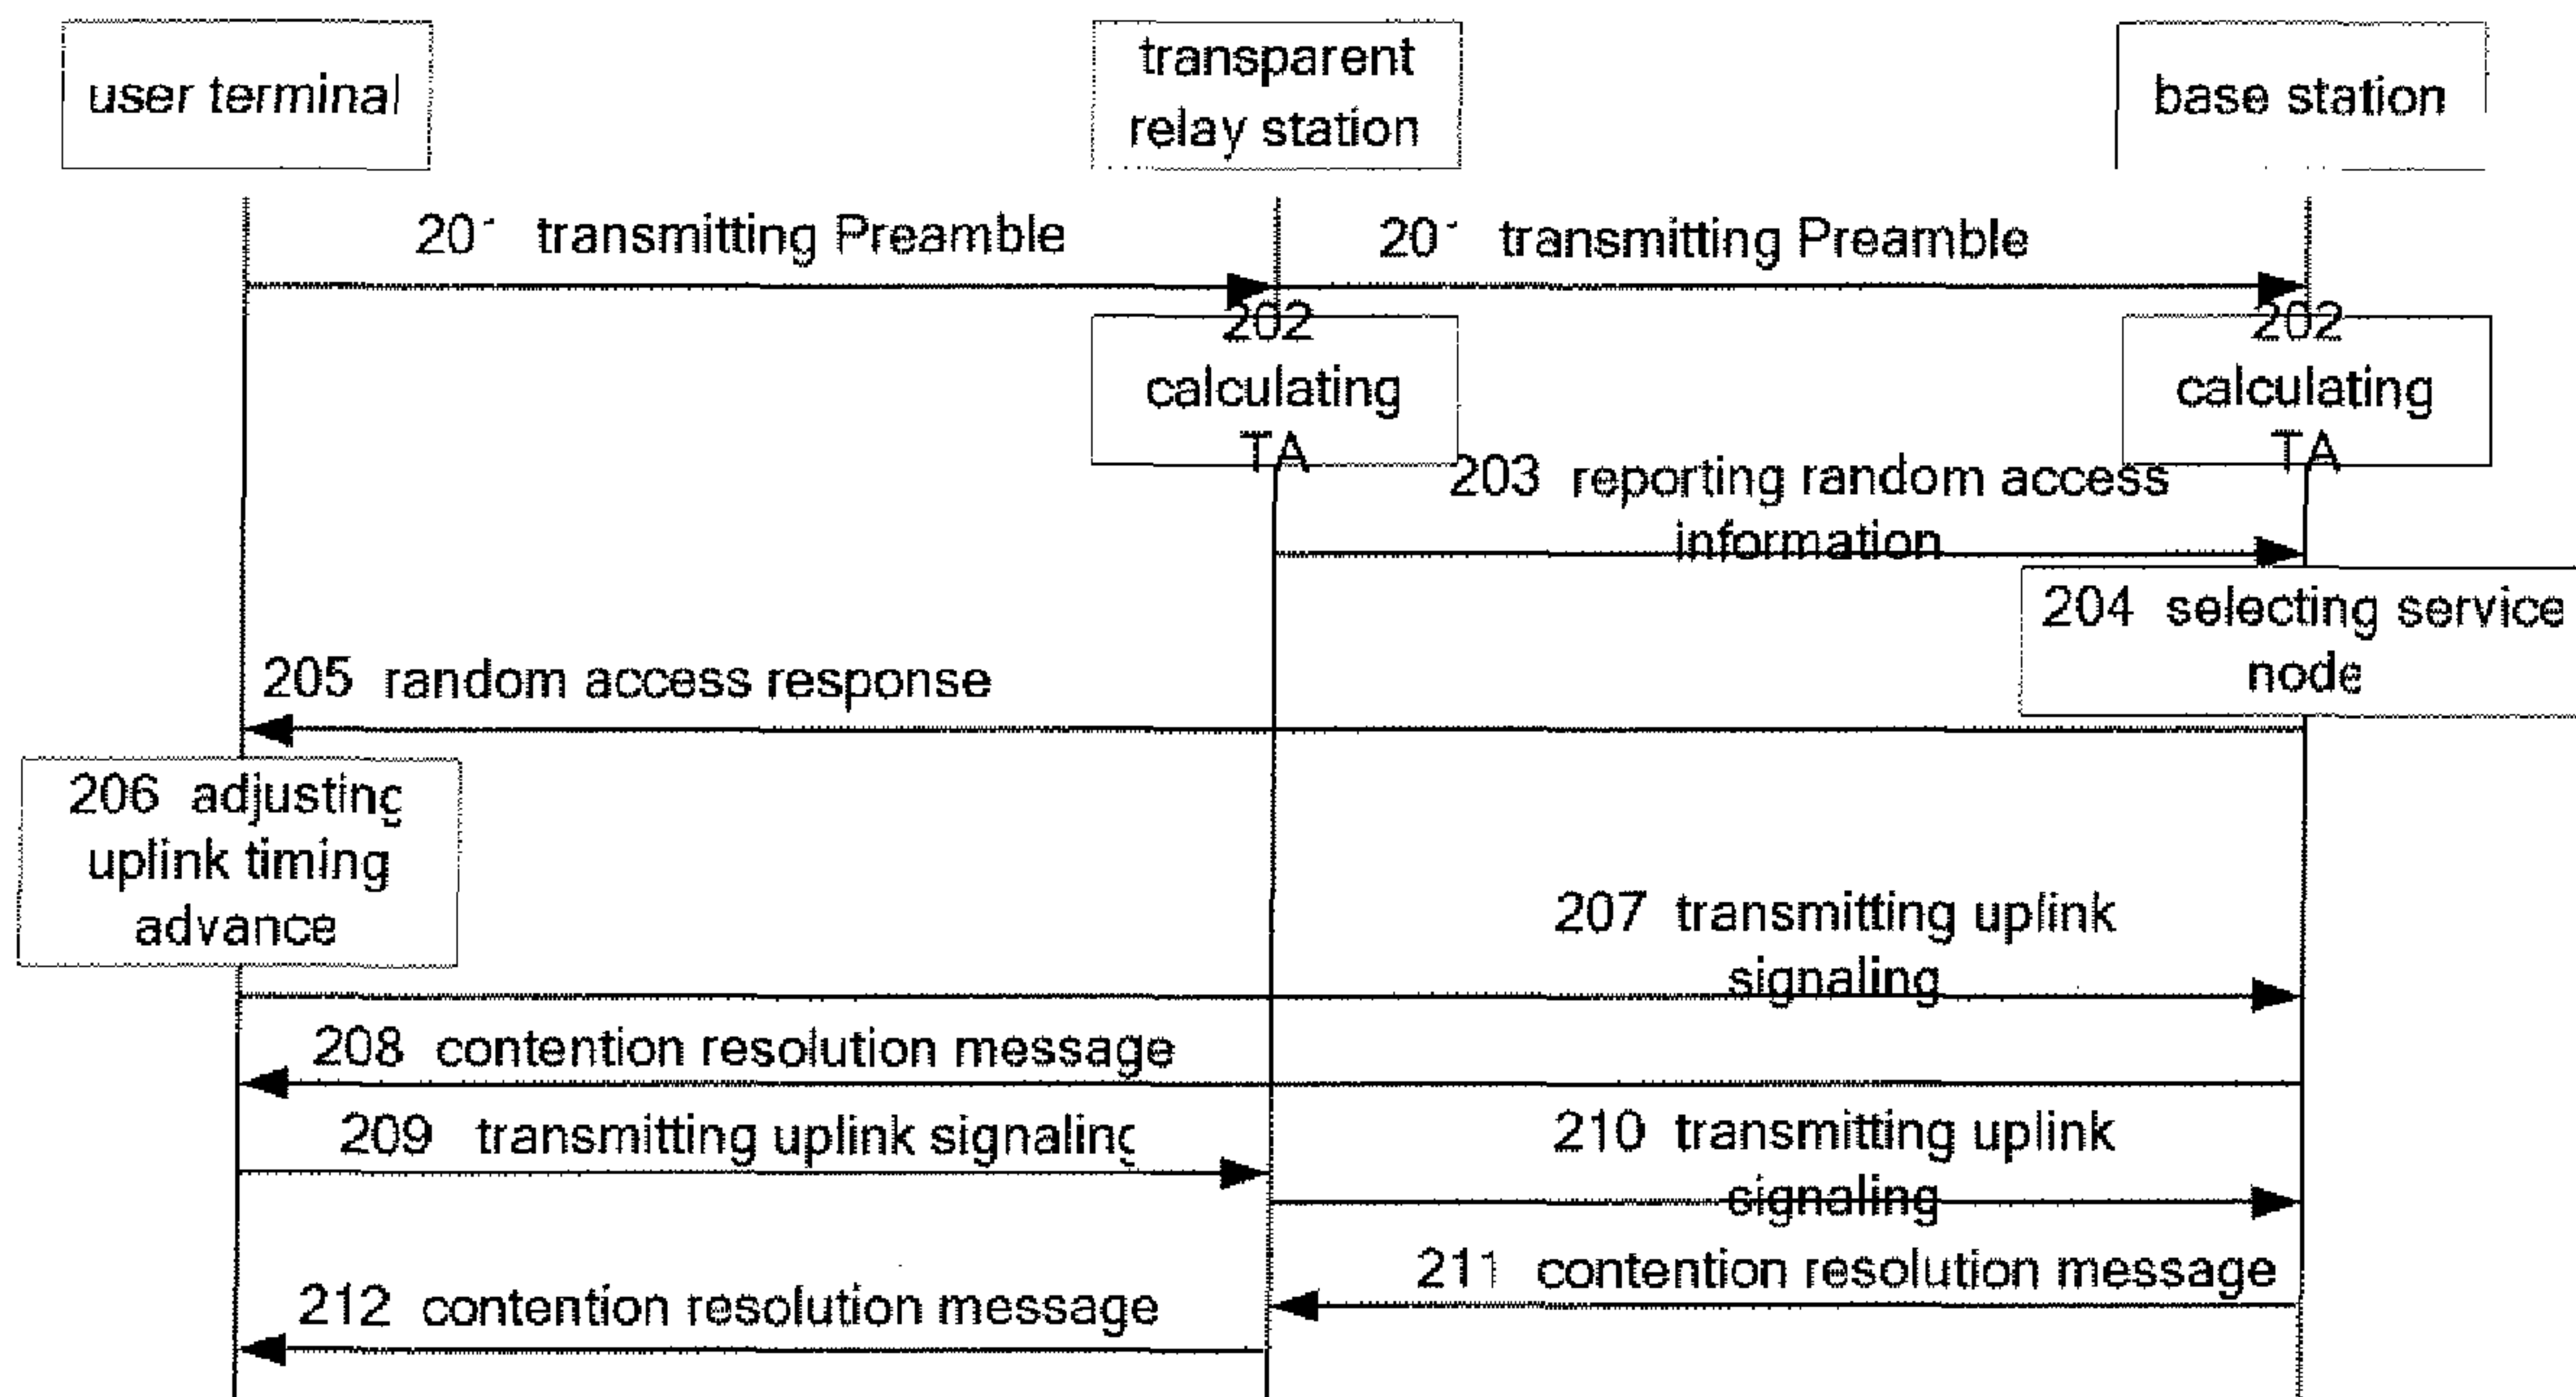 user terminal
transparent
relay station
base station
201 transmitting Preamble
201 transmitting Preamble
202
calculating
TA
202
calculating
TA
203 reporting random access
information
204 selecting service
node
205 random access response
206 adjusting
uplink timing
advance
207 transmitting uplink
signaling
208 contention resolution message
209 transmitting uplink signaling
210 transmitting uplink
signaling
211 contention resolution message
212 contention resolution message